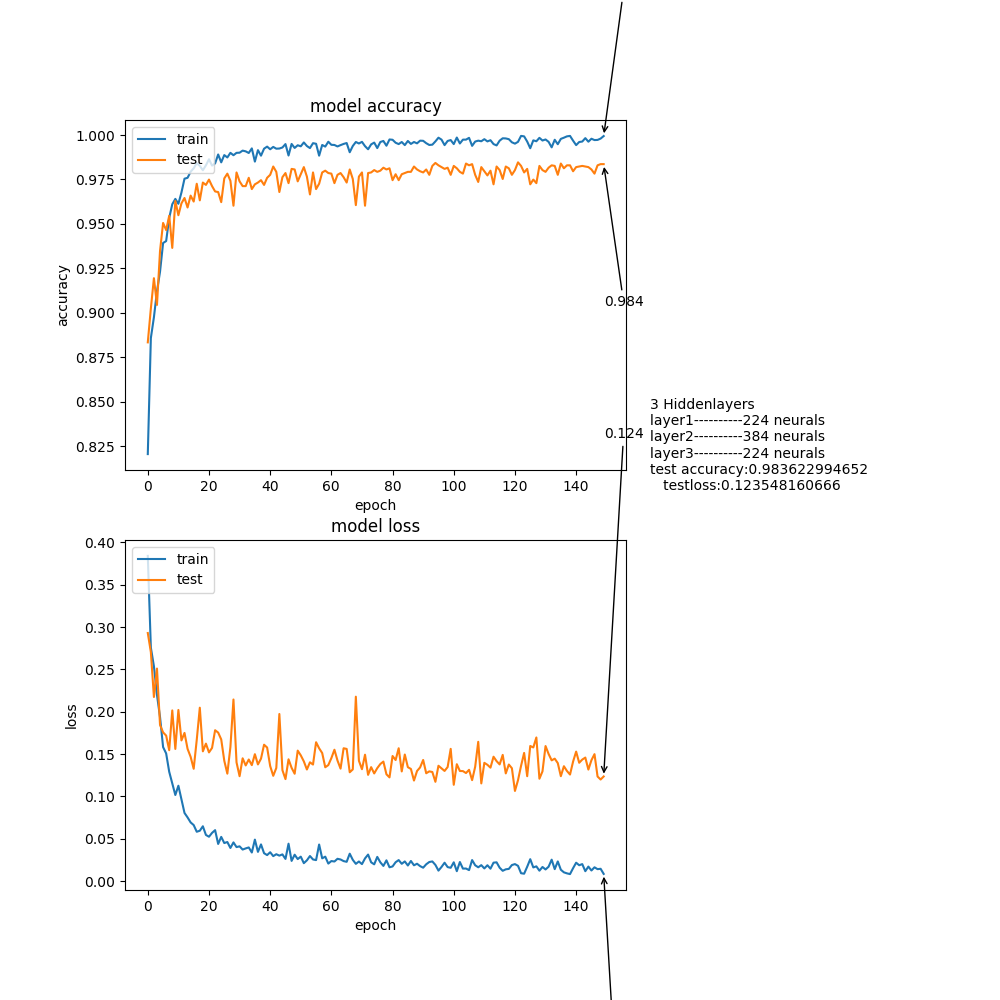 model accuracy
train
test
1.000
0.975
0.950
0.925
0.900
0.875
0.850
0.825
accuracy
0 20 40 60 80 100 120 140
epoch
0.984
0.124
3 Hiddenlayers
layer1----------224 neurals
layer2----------384 neurals
layer3----------224 neurals
test accuracy:0.983622994652
testloss:0.123548160666
model loss
train
test
0.40
0.35
0.30
0.25
0.20
0.15
0.10
0.05
0.00
loss
0 20 40 60 80 100 120 140
epoch